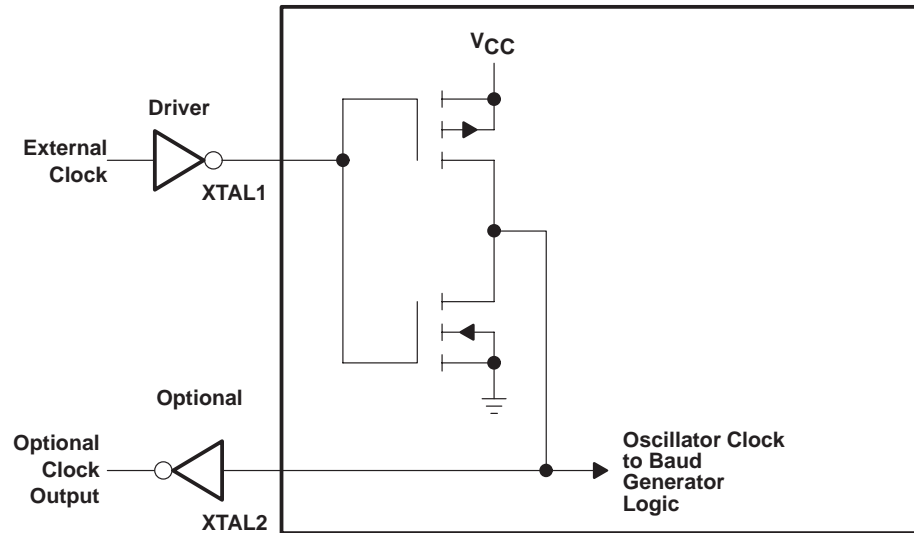 VCC
Driver
External
Clock
XTAL1
Optional
Optional
Clock
Output
XTAL2
Oscillator Clock
to Baud
Generator
Logic